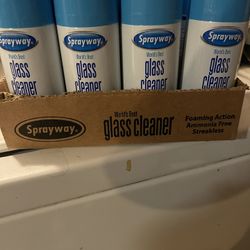 Sprayway. Sprayway. Sprayway. Sprayway.
World's Best World's Best World's Best World's Best
glass glass glass glass
cleaner cleaner cleaner cleaner
World's Best
Sprayway. glass cleaner
Foaming Action
Ammonia Free
Streakless